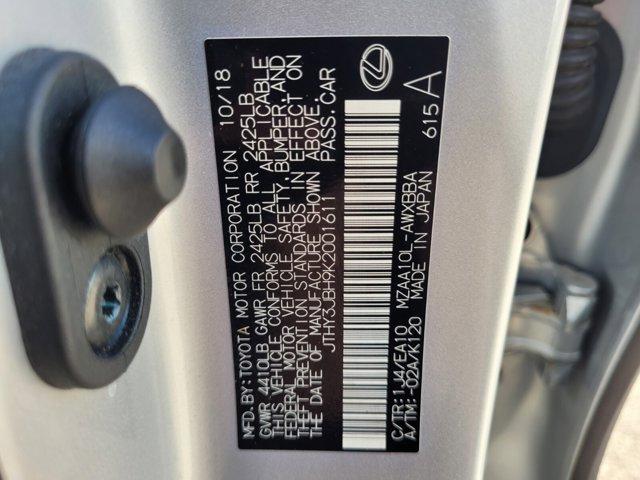 MFD. BY: TOYOTA MOTOR CORPORATION 10/18
GVWR 4410LB GAWR FR 2425LB RR 2425LB
THIS VEHICLE CONFORMS TO ALL APPLICABLE
FEDERAL MOTOR VEHICLE SAFETY, BUMPER, AND
THEFT PREVENTION STANDARDS IN EFFECT ON
THE DATE OF MANUFACTURE SHOWN ABOVE.
JTHY3JBH9K2001611 PASS. CAR
C/TR: 1J4/EA10 MZAA10L-AWXBBA
A/TM: -02A/K120 MADE IN JAPAN 615 A